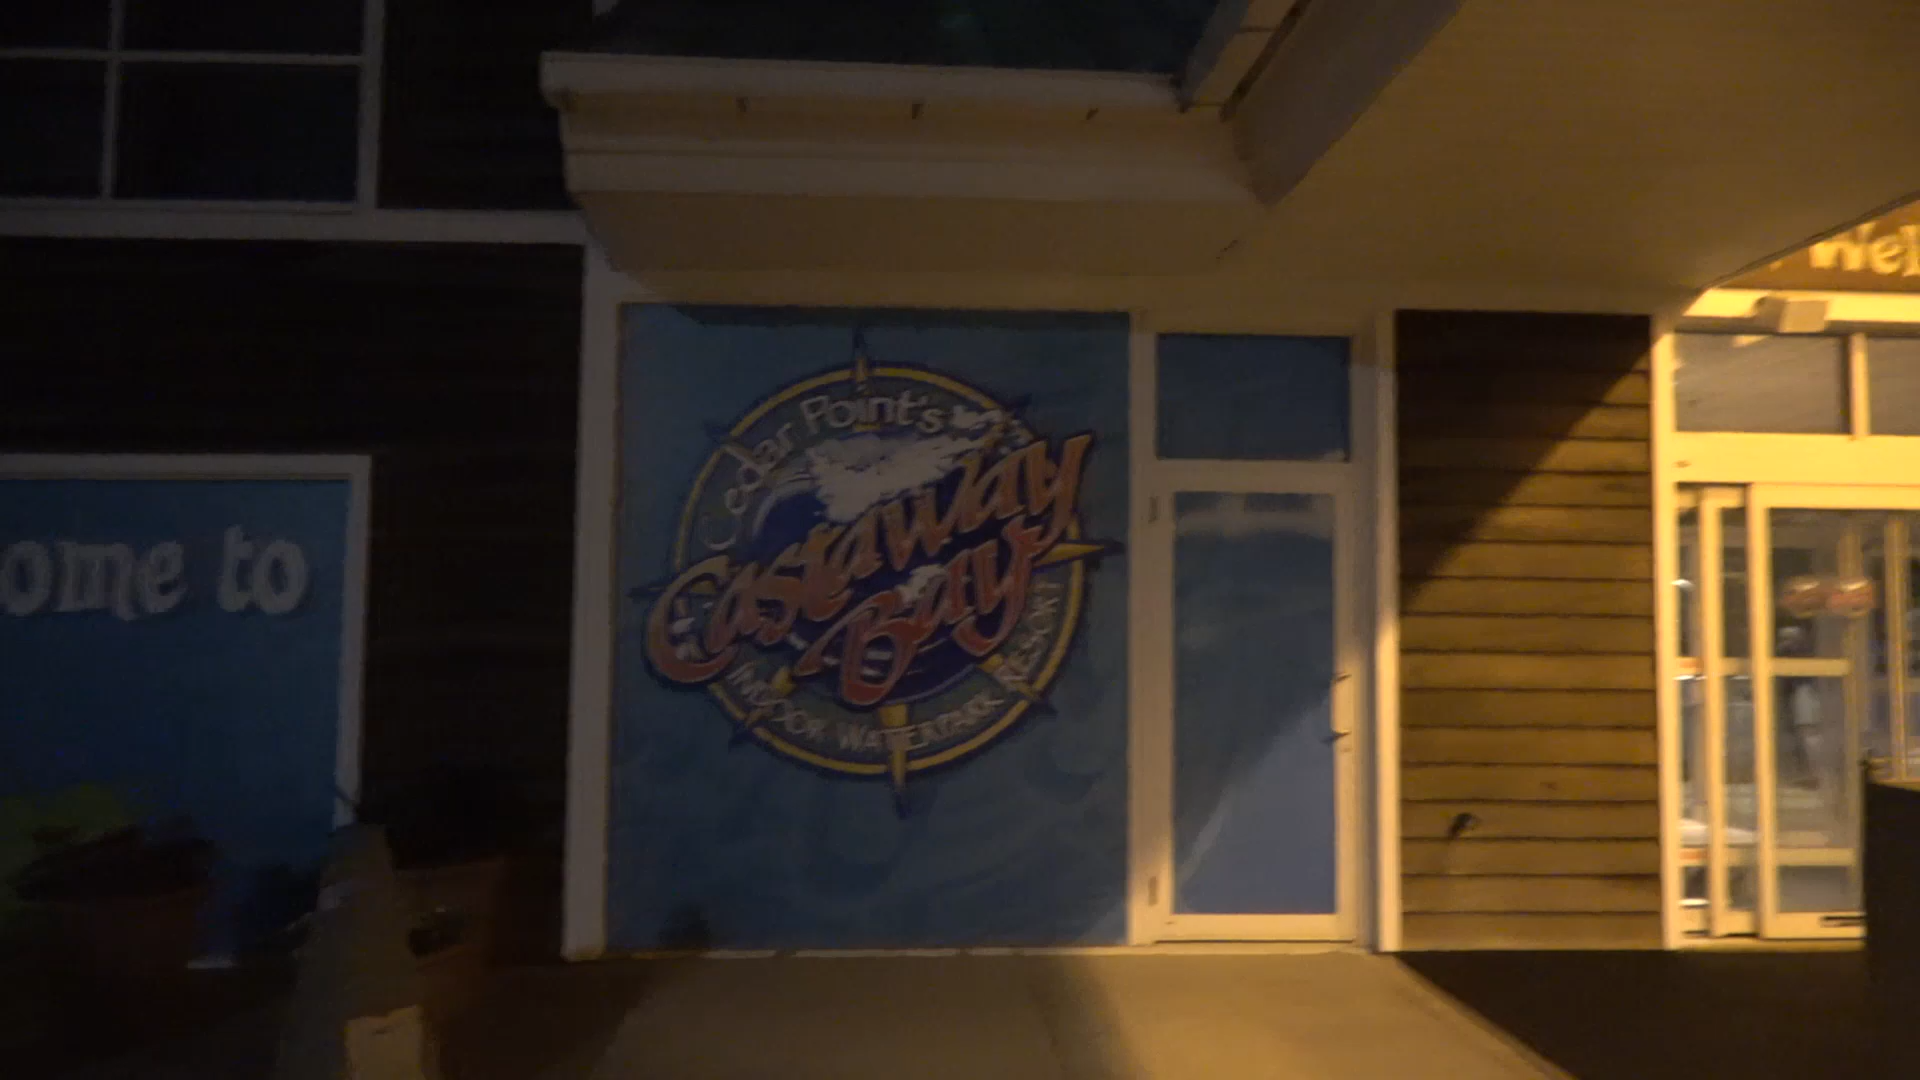 ome to
Cedar Point's
Castaway
Bay
INDOOR WATERPARK RESORT
Wel